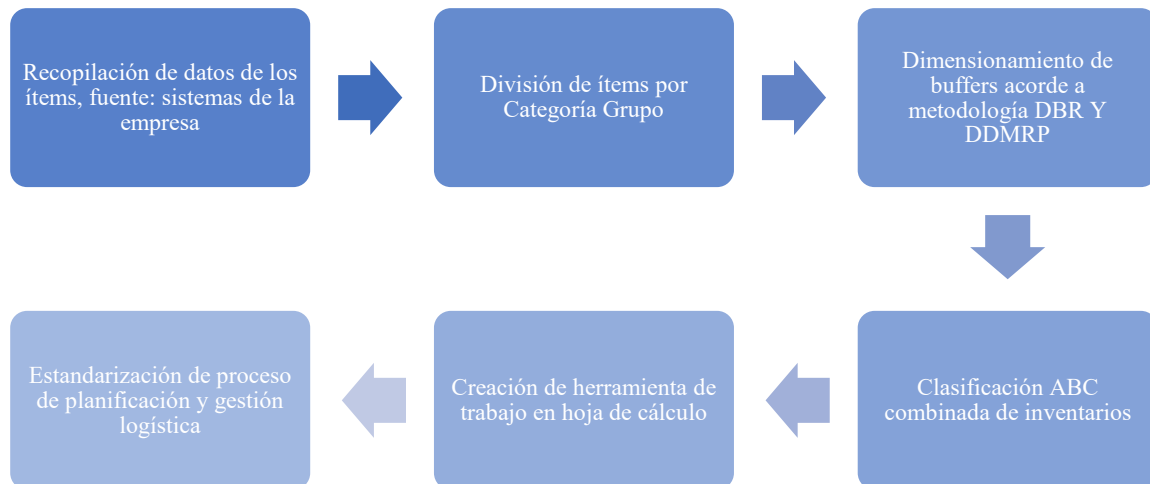 Recopilación de datos de los
ítems, fuente: sistemas de la
empresa
División de ítems por
Categoría Grupo
Dimensionamiento de
buffers acorde a
metodología DBR Y
DDMRP
Clasificación ABC
combinada de inventarios
Creación de herramienta de
trabajo en hoja de cálculo
Estandarización de proceso
de planificación y gestión
logística